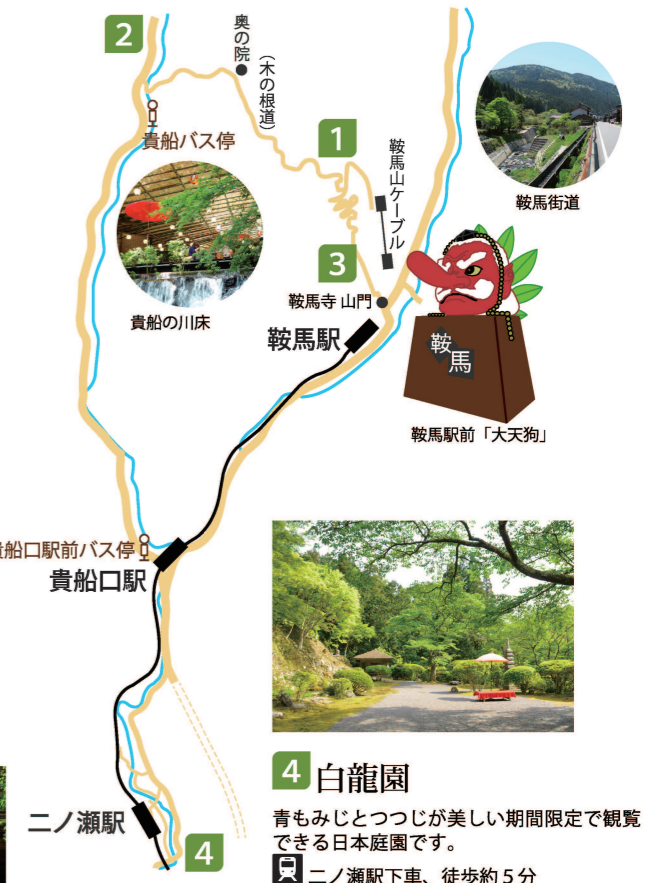 2
奥の院
(木の根道)
貴船バス停
1
鞍馬山ケーブル
鞍馬街道
3
鞍馬寺 山門
貴船の川床
鞍馬駅
鞍馬
鞍馬駅前「大天狗」
船口駅前バス停
貴船口駅
二ノ瀬駅
4
4 白龍園
青もみじとつつじが美しい期間限定で観覧
できる日本庭園です。
二ノ瀬駅下車、徒歩約5分